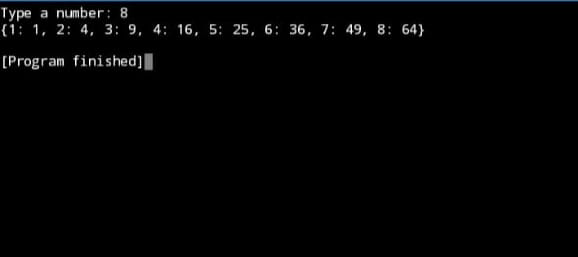 Type a number: 8
{1: 1, 2: 4, 3: 9, 4: 16, 5: 25, 6: 36, 7: 49, 8: 64}
[Program finished]